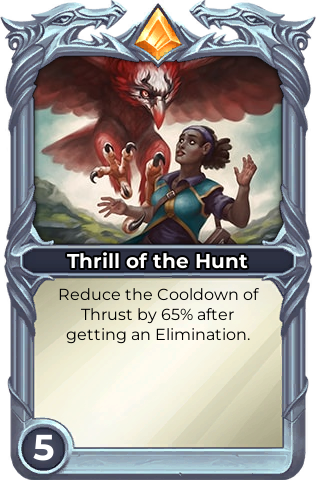 Thrill of the Hunt
Reduce the Cooldown of
Thrust by 65% after
getting an Elimination.
5